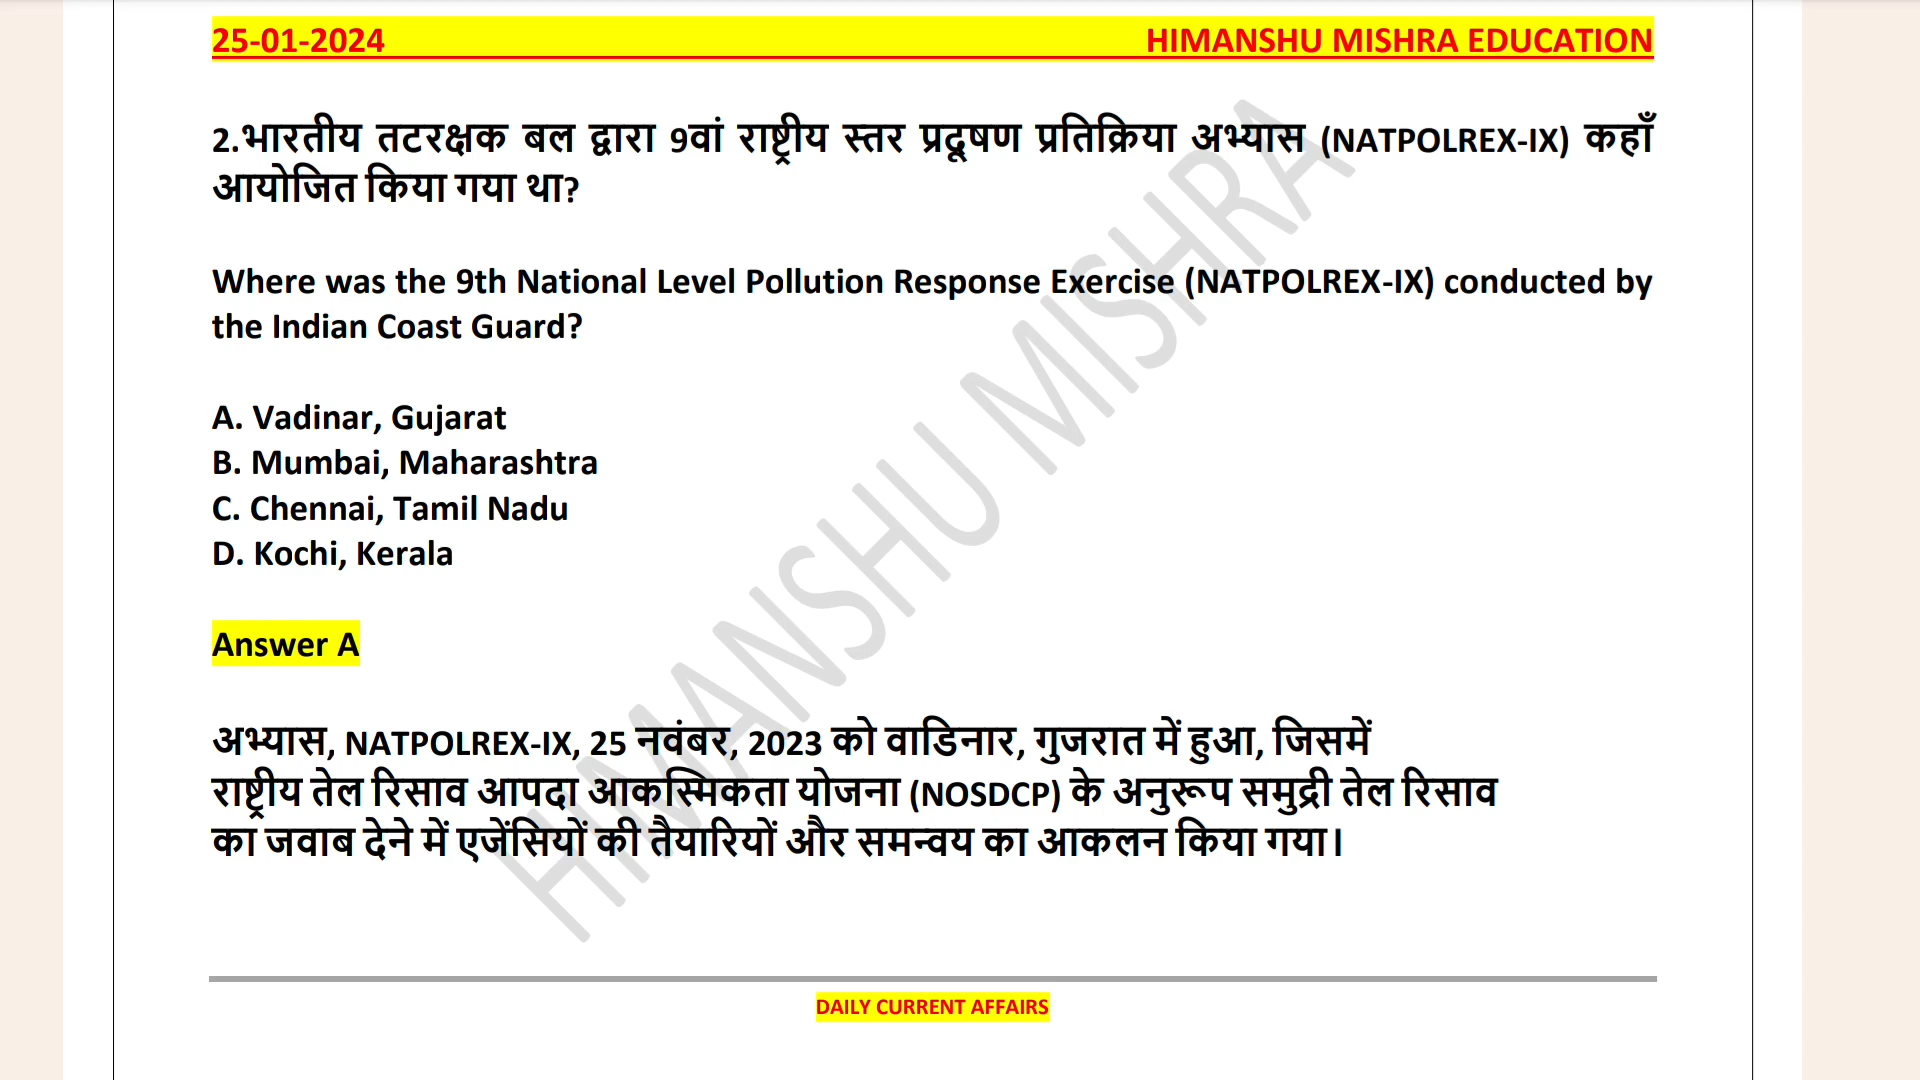 25-01-2024 HIMANSHU MISHRA EDUCATION
2.भारतीय तटरक्षक बल द्वारा 9वां राष्ट्रीय स्तर प्रदूषण प्रतिक्रिया अभ्यास (NATPOLREX-IX) कहाँ
आयोजित किया गया था?
Where was the 9th National Level Pollution Response Exercise (NATPOLREX-IX) conducted by
the Indian Coast Guard?
A. Vadinar, Gujarat
B. Mumbai, Maharashtra
C. Chennai, Tamil Nadu
D. Kochi, Kerala
Answer A
अभ्यास, NATPOLREX-IX, 25 नवंबर, 2023 को वाडिनार, गुजरात में हुआ, जिसमें
राष्ट्रीय तेल रिसाव आपदा आकस्मिकता योजना (NOSDCP) के अनुरूप समुद्री तेल रिसाव
का जवाब देने में एजेंसियों की तैयारियों और समन्वय का आकलन किया गया।
HIMANSHU MISHRA
DAILY CURRENT AFFAIRS